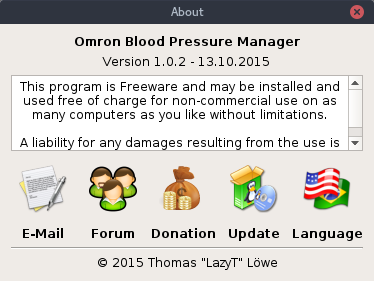 About
Omron Blood Pressure Manager
Version 1.0.2 - 13.10.2015
This program is Freeware and may be installed and
used free of charge for non-commercial use on as
many computers as you like without limitations.
A liability for any damages resulting from the use is
E-Mail Forum Donation Update Language
© 2015 Thomas "LazyT" Löwe